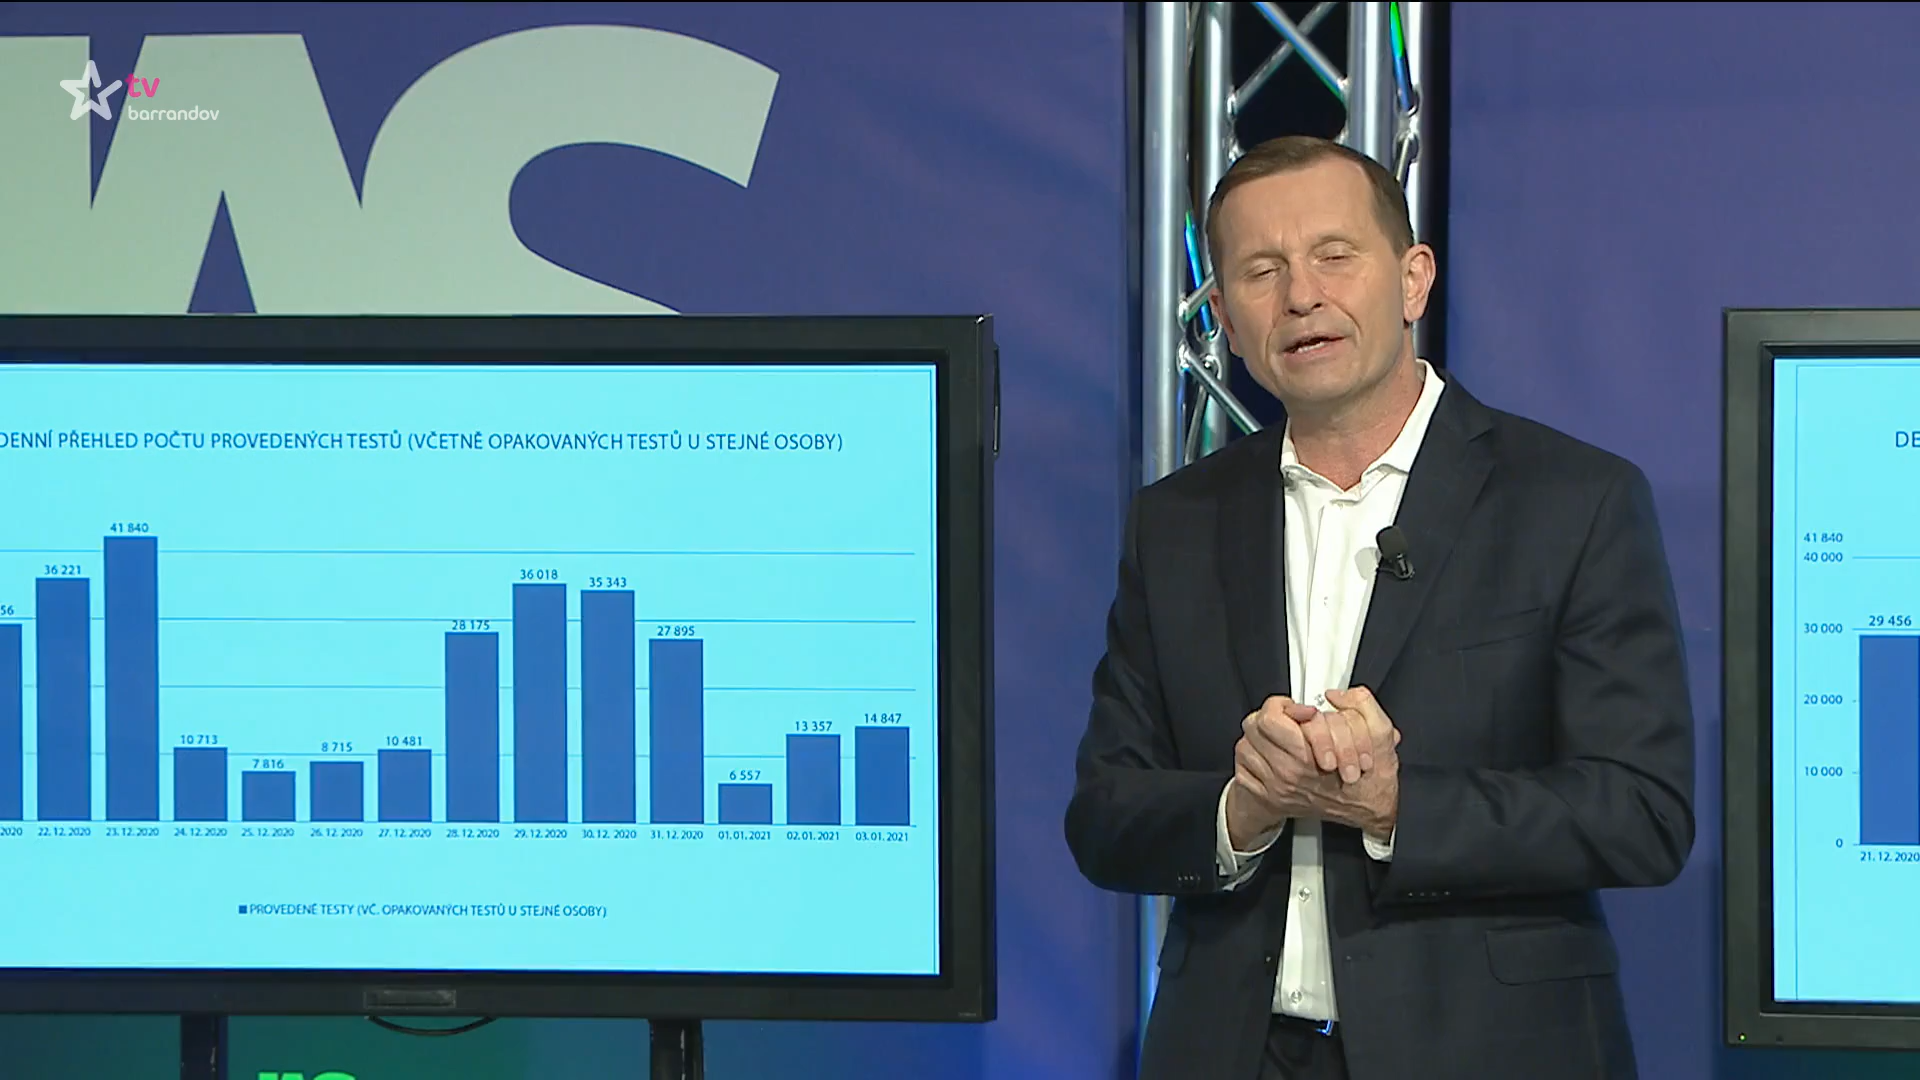 tv
barrandov
DENNÍ PŘEHLED POČTU PROVEDENÝCH TESTŮ (VČETNĚ OPAKOVANÝCH TESTŮ U STEJNÉ OSOBY)
56
36 221
41 840
10 713
7 816
8 715
10 481
28 175
36 018
35 343
27 895
6 557
13 357
14 847
2020
22. 12. 2020
23. 12. 2020
24. 12. 2020
25. 12. 2020
26. 12. 2020
27. 12. 2020
28. 12. 2020
29. 12. 2020
30. 12. 2020
31. 12. 2020
01. 01. 2021
02. 01. 2021
03. 01. 2021
PROVEDENÉ TESTY (VČ. OPAKOVANÝCH TESTŮ U STEJNÉ OSOBY)
DE
41 840
40 000
29 456
30 000
20 000
10 000
0
21. 12. 2020